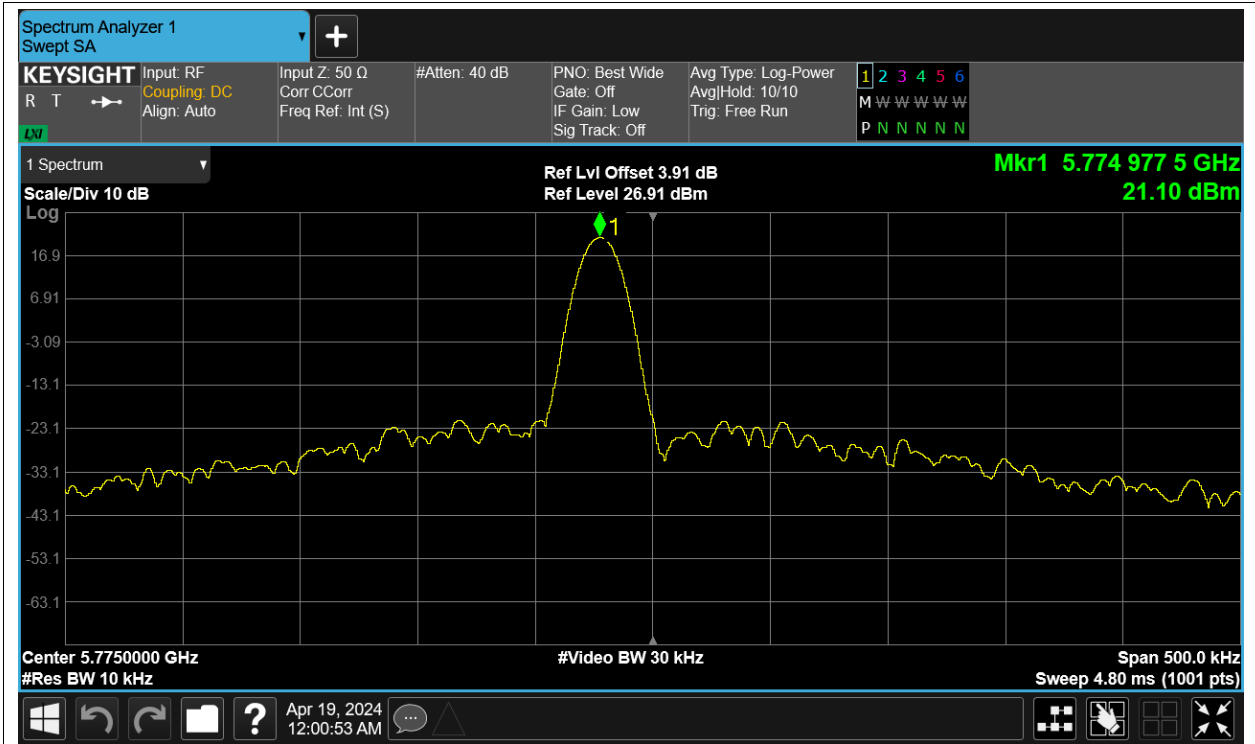 Spectrum Analyzer 1
Swept SA
KEYSIGHT
R T
LXI
Input: RF
Coupling: DC
Align: Auto
Input Z: 50 Ω
Corr CCorr
Freq Ref: Int (S)
#Atten: 40 dB
PNO: Best Wide
Gate: Off
IF Gain: Low
Sig Track: Off
Avg Type: Log-Power
Avg|Hold: 10/10
Trig: Free Run
1 2 3 4 5 6
M W W W W W
P N N N N N
1 Spectrum
Scale/Div 10 dB
Log
Ref Lvl Offset 3.91 dB
Ref Level 26.91 dBm
Mkr1 5.774 977 5 GHz
21.10 dBm
1
16.9
6.91
-3.09
-13.1
-23.1
-33.1
-43.1
-53.1
-63.1
Center 5.7750000 GHz
#Res BW 10 kHz
#Video BW 30 kHz
Span 500.0 kHz
Sweep 4.80 ms (1001 pts)
?
Apr 19, 2024
12:00:53 AM